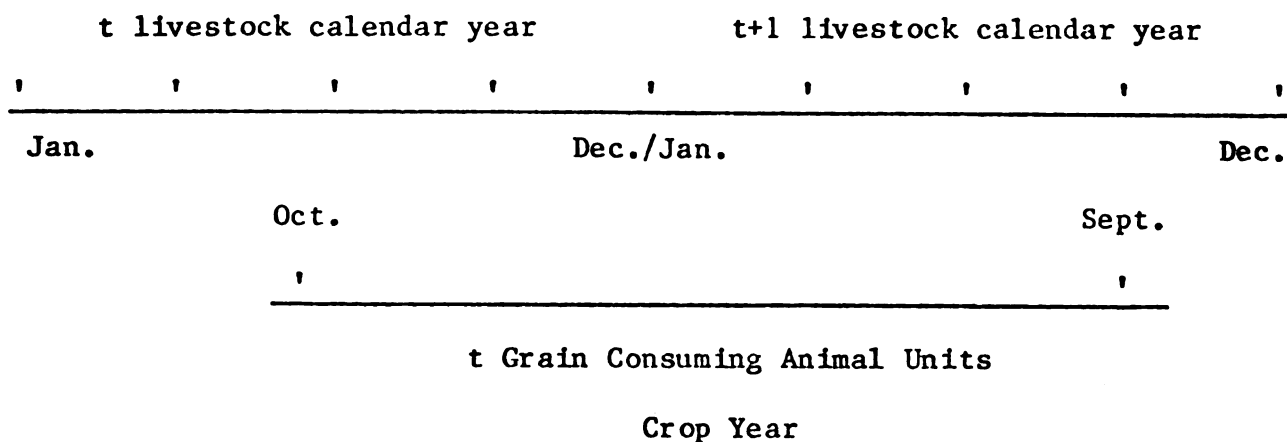 t livestock calendar year t+1 livestock calendar year
Jan. Dec./Jan. Dec.
Oct. Sept.
t Grain Consuming Animal Units
Crop Year